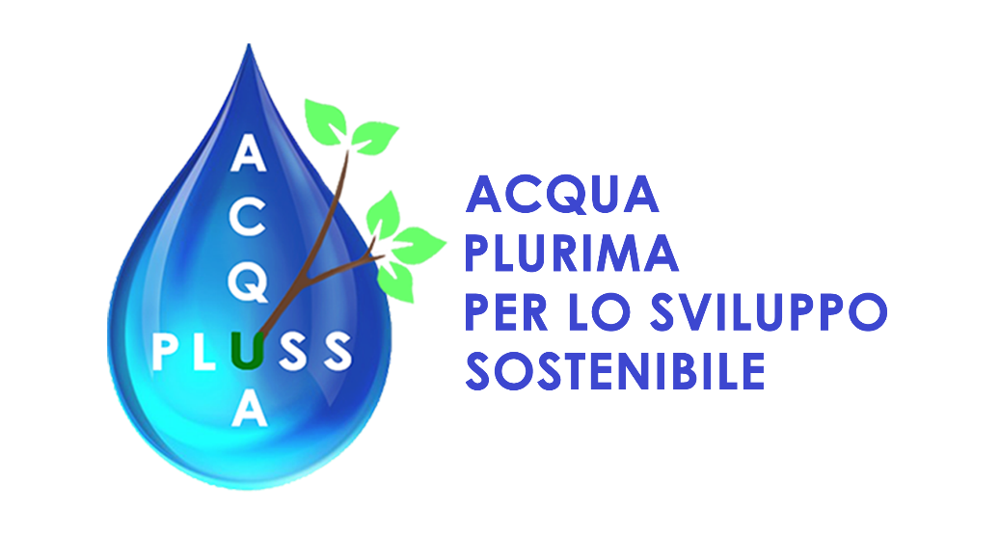 ACQUA
PLUSS
ACQUA
PLURIMA
PER LO SVILUPPO
SOSTENIBILE